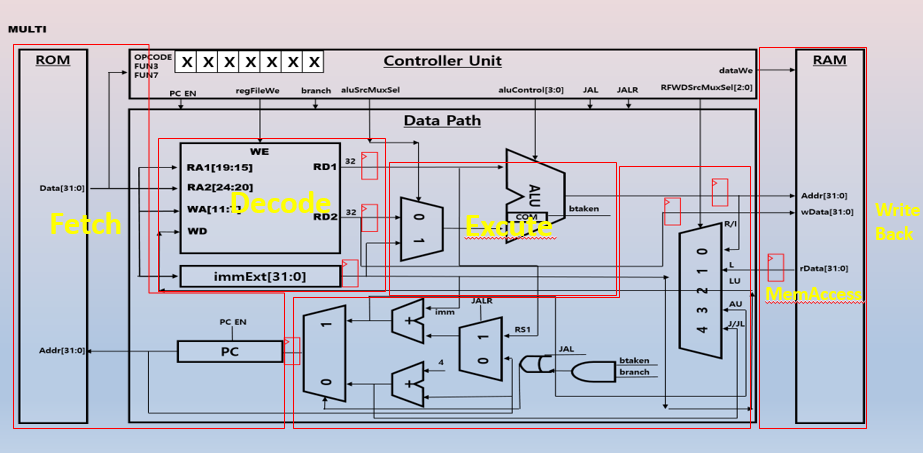 MULTI
ROM
OPCODE
FUN3
FUN7
X X X X X X X
Controller Unit
dataWe
RAM
PC EN
regFileWe
branch
aluSrcMuxSel
aluControl[3:0]
JAL
JALR
RFWDSrcMuxSel[2:0]
Data Path
WE
RA1[19:15]
RD1
32
RA2[24:20]
Data[31:0]
WA[11:7]
Decode
RD2
32
WD
Fetch
immExt[31:0]
0
1
ALU
COM
btaken
Excute
R/I
L
LU
AU
J/JL
0
1
2
3
4
Addr[31:0]
wData[31:0]
Write
Back
rData[31:0]
MemAccess
PC EN
PC
Addr[31:0]
1
0
+
imm
JALR
RS1
0 1
+
4
JAL
btaken
branch